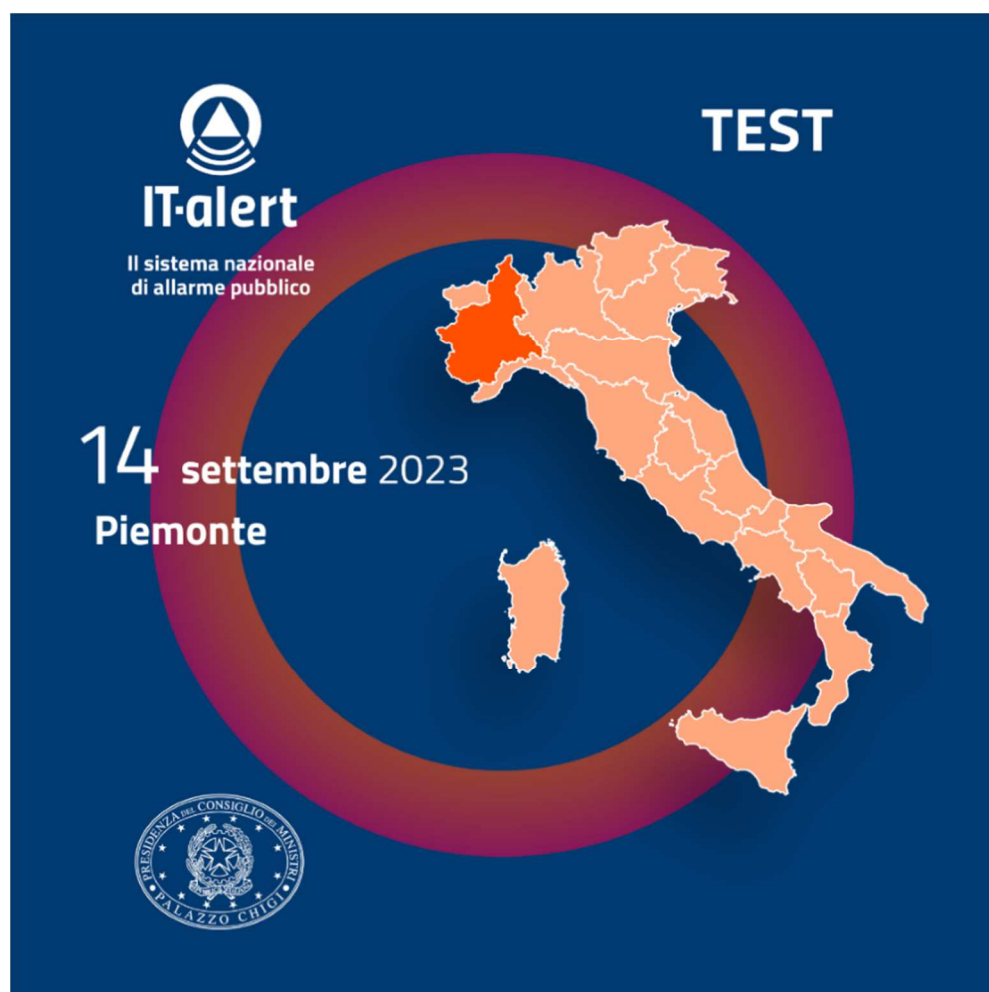 IT-alert
Il sistema nazionale
di allarme pubblico
TEST
14 settembre 2023
Piemonte
PRESIDENZA DEL CONSIGLIO DEI MINISTRI
PALAZZO CHIGI